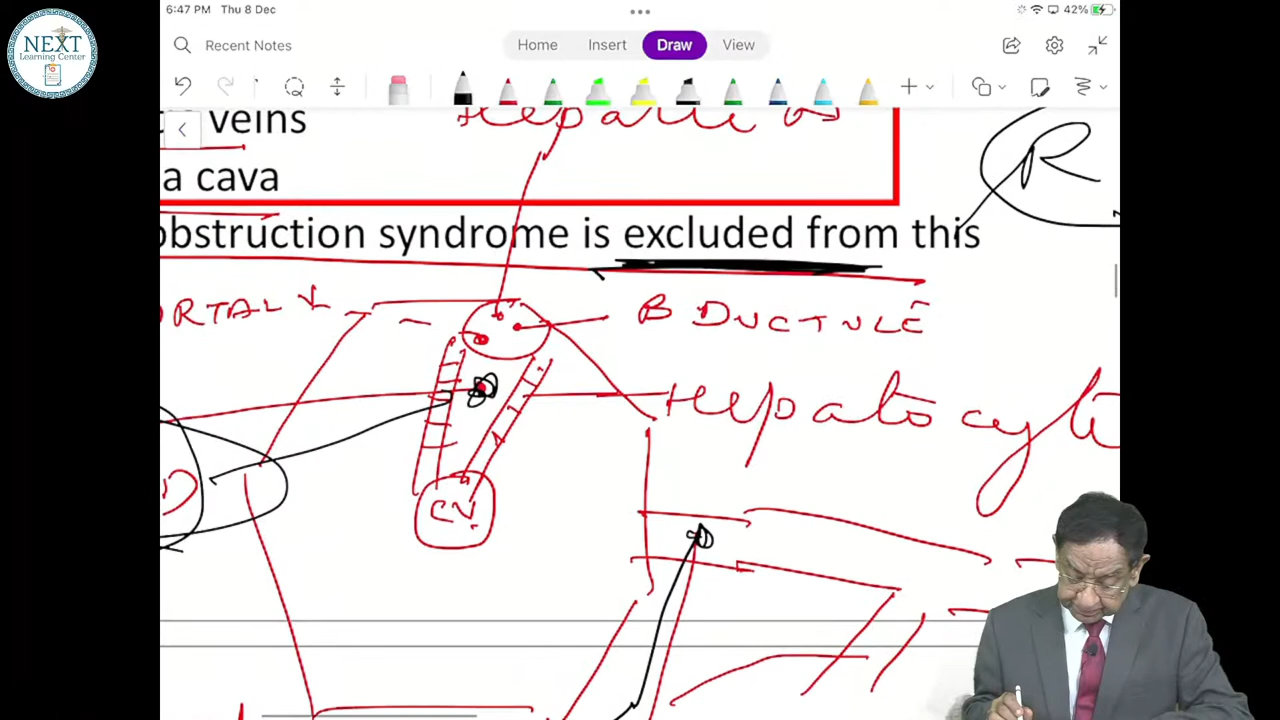 6:47 PM Thu 8 Dec
42%
NEXT
Learning Center
Recent Notes
Home
Insert
Draw
View
veins
a cava
obstruction syndrome is excluded from this
R
B DUCTULE
Hepatocyte
CV